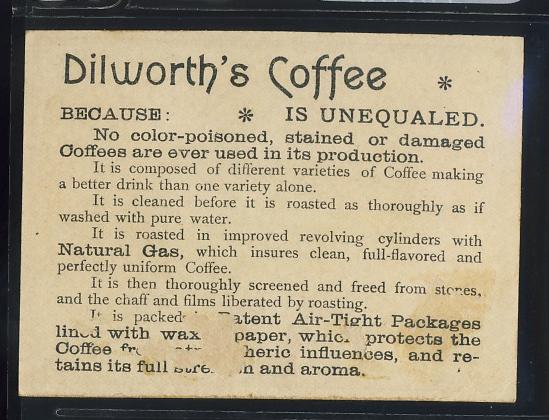 Dilworth's Coffee *
BECAUSE: * IS UNEQUALED.
No color-poisoned, stained or damaged
Coffees are ever used in its production.
It is composed of different varieties of Coffee making
a better drink than one variety alone.
It is cleaned before it is roasted as thoroughly as if
washed with pure water.
It is roasted in improved revolving cylinders with
Natural Gas, which insures clean, full-flavored and
perfectly uniform Coffee.
It is then thoroughly screened and freed from stones,
and the chaff and films liberated by roasting.
It is packed Patent Air-Tight Packages
lined with wax paper, which protects the
Coffee heric influences, and re-
tains its full and aroma.